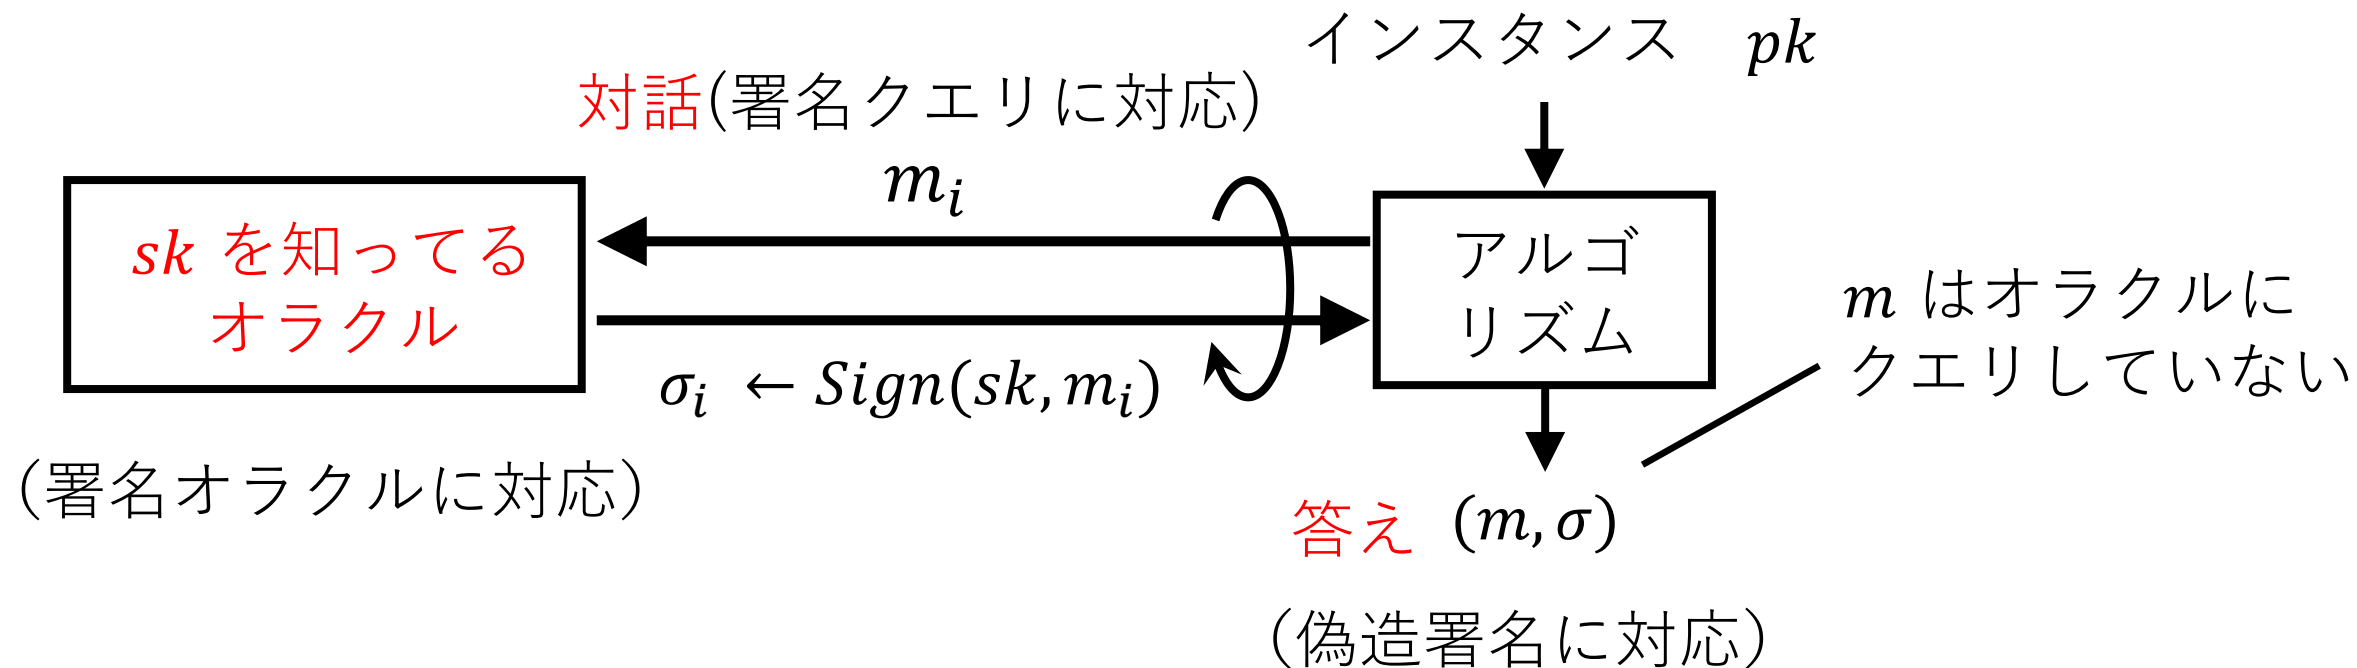 インスタンス pk
対話(署名クエリに対応)
m_i
sk を知ってる
オラクル
アルゴ
リズム
m はオラクルに
クエリしていない
σ_i ← Sign(sk, m_i)
(署名オラクルに対応)
答え (m, σ)
(偽造署名に対応)